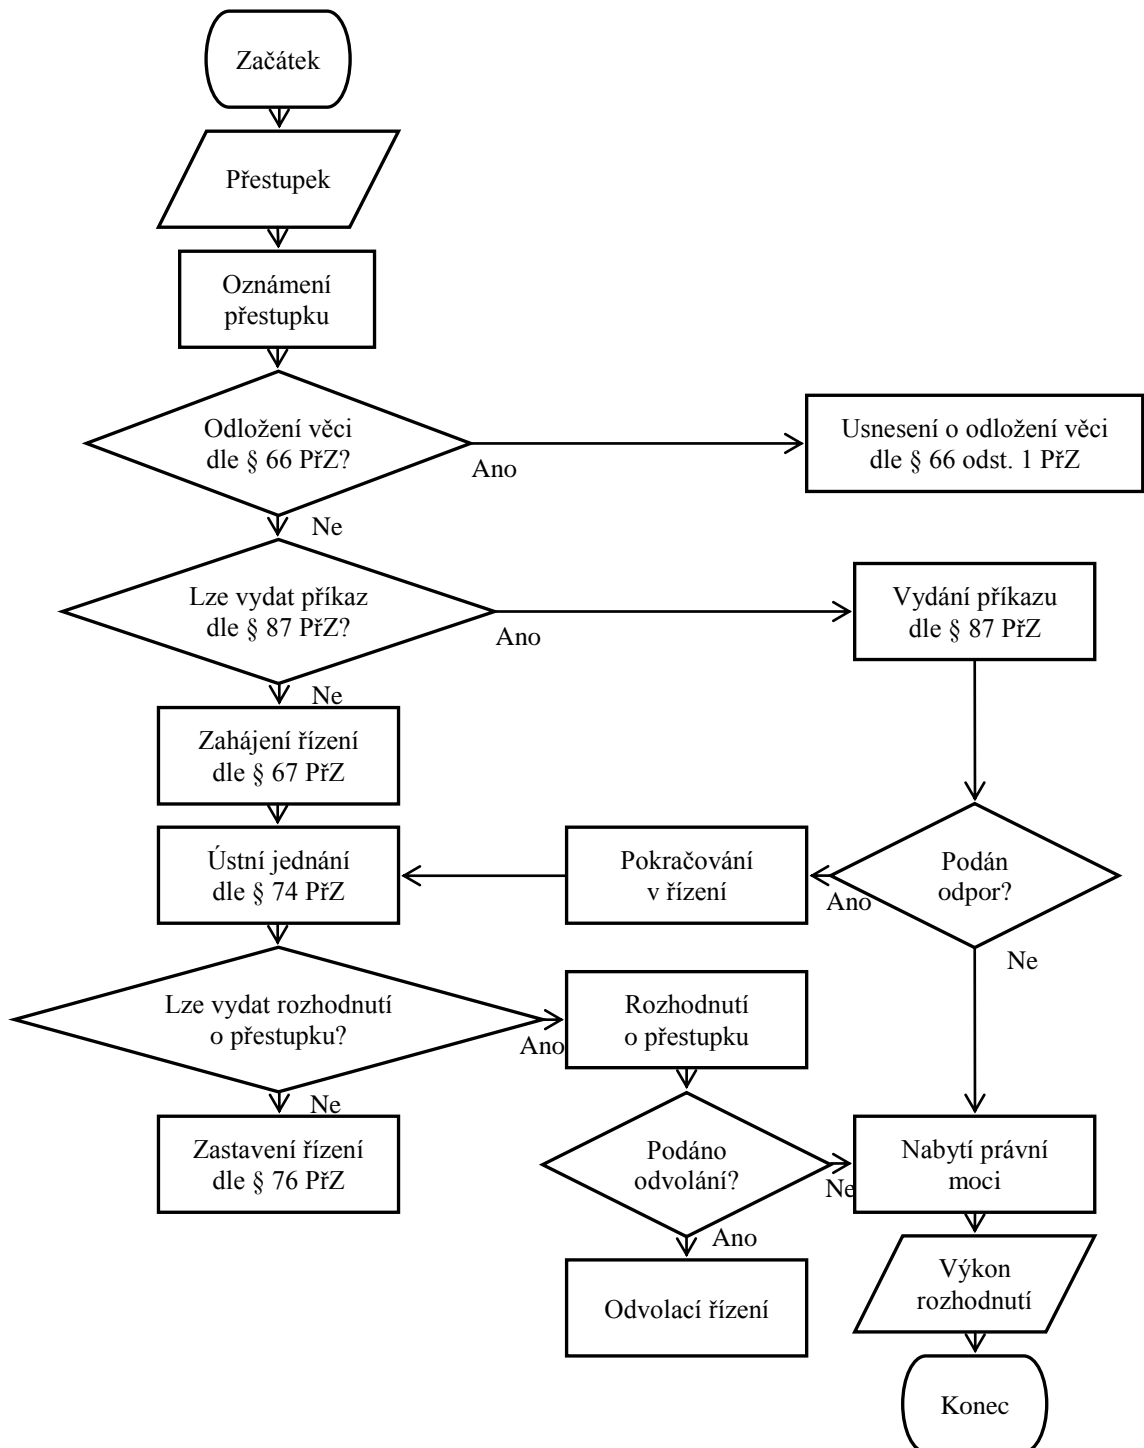 Začátek
Přestupek
Oznámení
přestupku
Odložení věci
dle § 66 PřZ?
Ano
Usnesení o odložení věci
dle § 66 odst. 1 PřZ
Ne
Lze vydat příkaz
dle § 87 PřZ?
Ano
Vydání příkazu
dle § 87 PřZ
Ne
Zahájení řízení
dle § 67 PřZ
Ústní jednání
dle § 74 PřZ
Pokračování
v řízení
Ano
Podán
odpor?
Ne
Lze vydat rozhodnutí
o přestupku?
Ano
Rozhodnutí
o přestupku
Ne
Zastavení řízení
dle § 76 PřZ
Podáno
odvolání?
Ne
Nabytí právní
moci
Ano
Odvolací řízení
Výkon
rozhodnutí
Konec